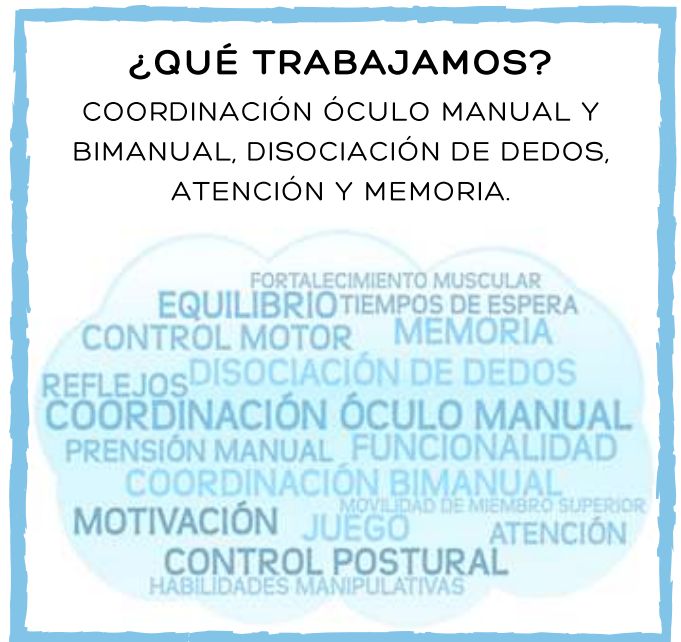 ¿QUÉ TRABAJAMOS?
COORDINACIÓN ÓCULO MANUAL Y
BIMANUAL, DISOCIACIÓN DE DEDOS,
ATENCIÓN Y MEMORIA.
FORTALECIMIENTO MUSCULAR
EQUILIBRIO TIEMPOS DE ESPERA
CONTROL MOTOR MEMORIA
REFLEJOS DISOCIACIÓN DE DEDOS
COORDINACIÓN ÓCULO MANUAL
PRENSIÓN MANUAL FUNCIONALIDAD
COORDINACIÓN BIMANUAL
MOVILIDAD DE MIEMBRO SUPERIOR
MOTIVACIÓN JUEGO ATENCIÓN
CONTROL POSTURAL
HABILIDADES MANIPULATIVAS